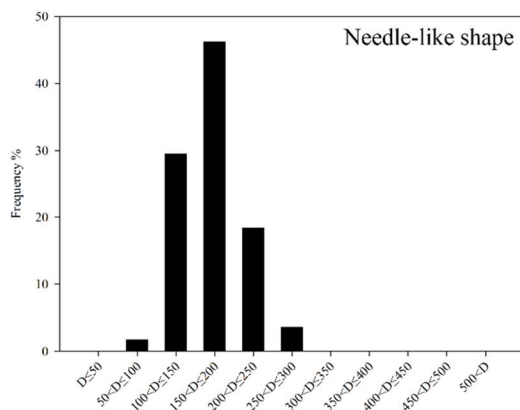 Needle-like shape
Frequency %
50
40
30
20
10
0
D≤50
50<D≤100
100<D≤150
150<D≤200
200<D≤250
250<D≤300
300<D≤350
350<D≤400
400<D≤450
450<D≤500
500<D